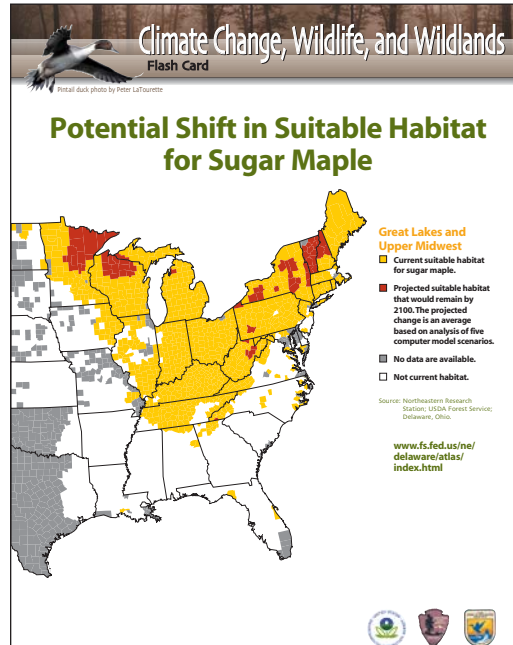 Climate Change, Wildlife, and Wildlands
Flash Card
Pintail duck photo by Peter LaTourette
Potential Shift in Suitable Habitat
for Sugar Maple
Great Lakes and
Upper Midwest
Current suitable habitat
for sugar maple.
Projected suitable habitat
that would remain by
2100. The projected
change is an average
based on analysis of five
computer model scenarios.
No data are available.
Not current habitat.
Source: Northeastern Research
Station; USDA Forest Service;
Delaware, Ohio.
www.fs.fed.us/ne/
delaware/atlas/
index.html